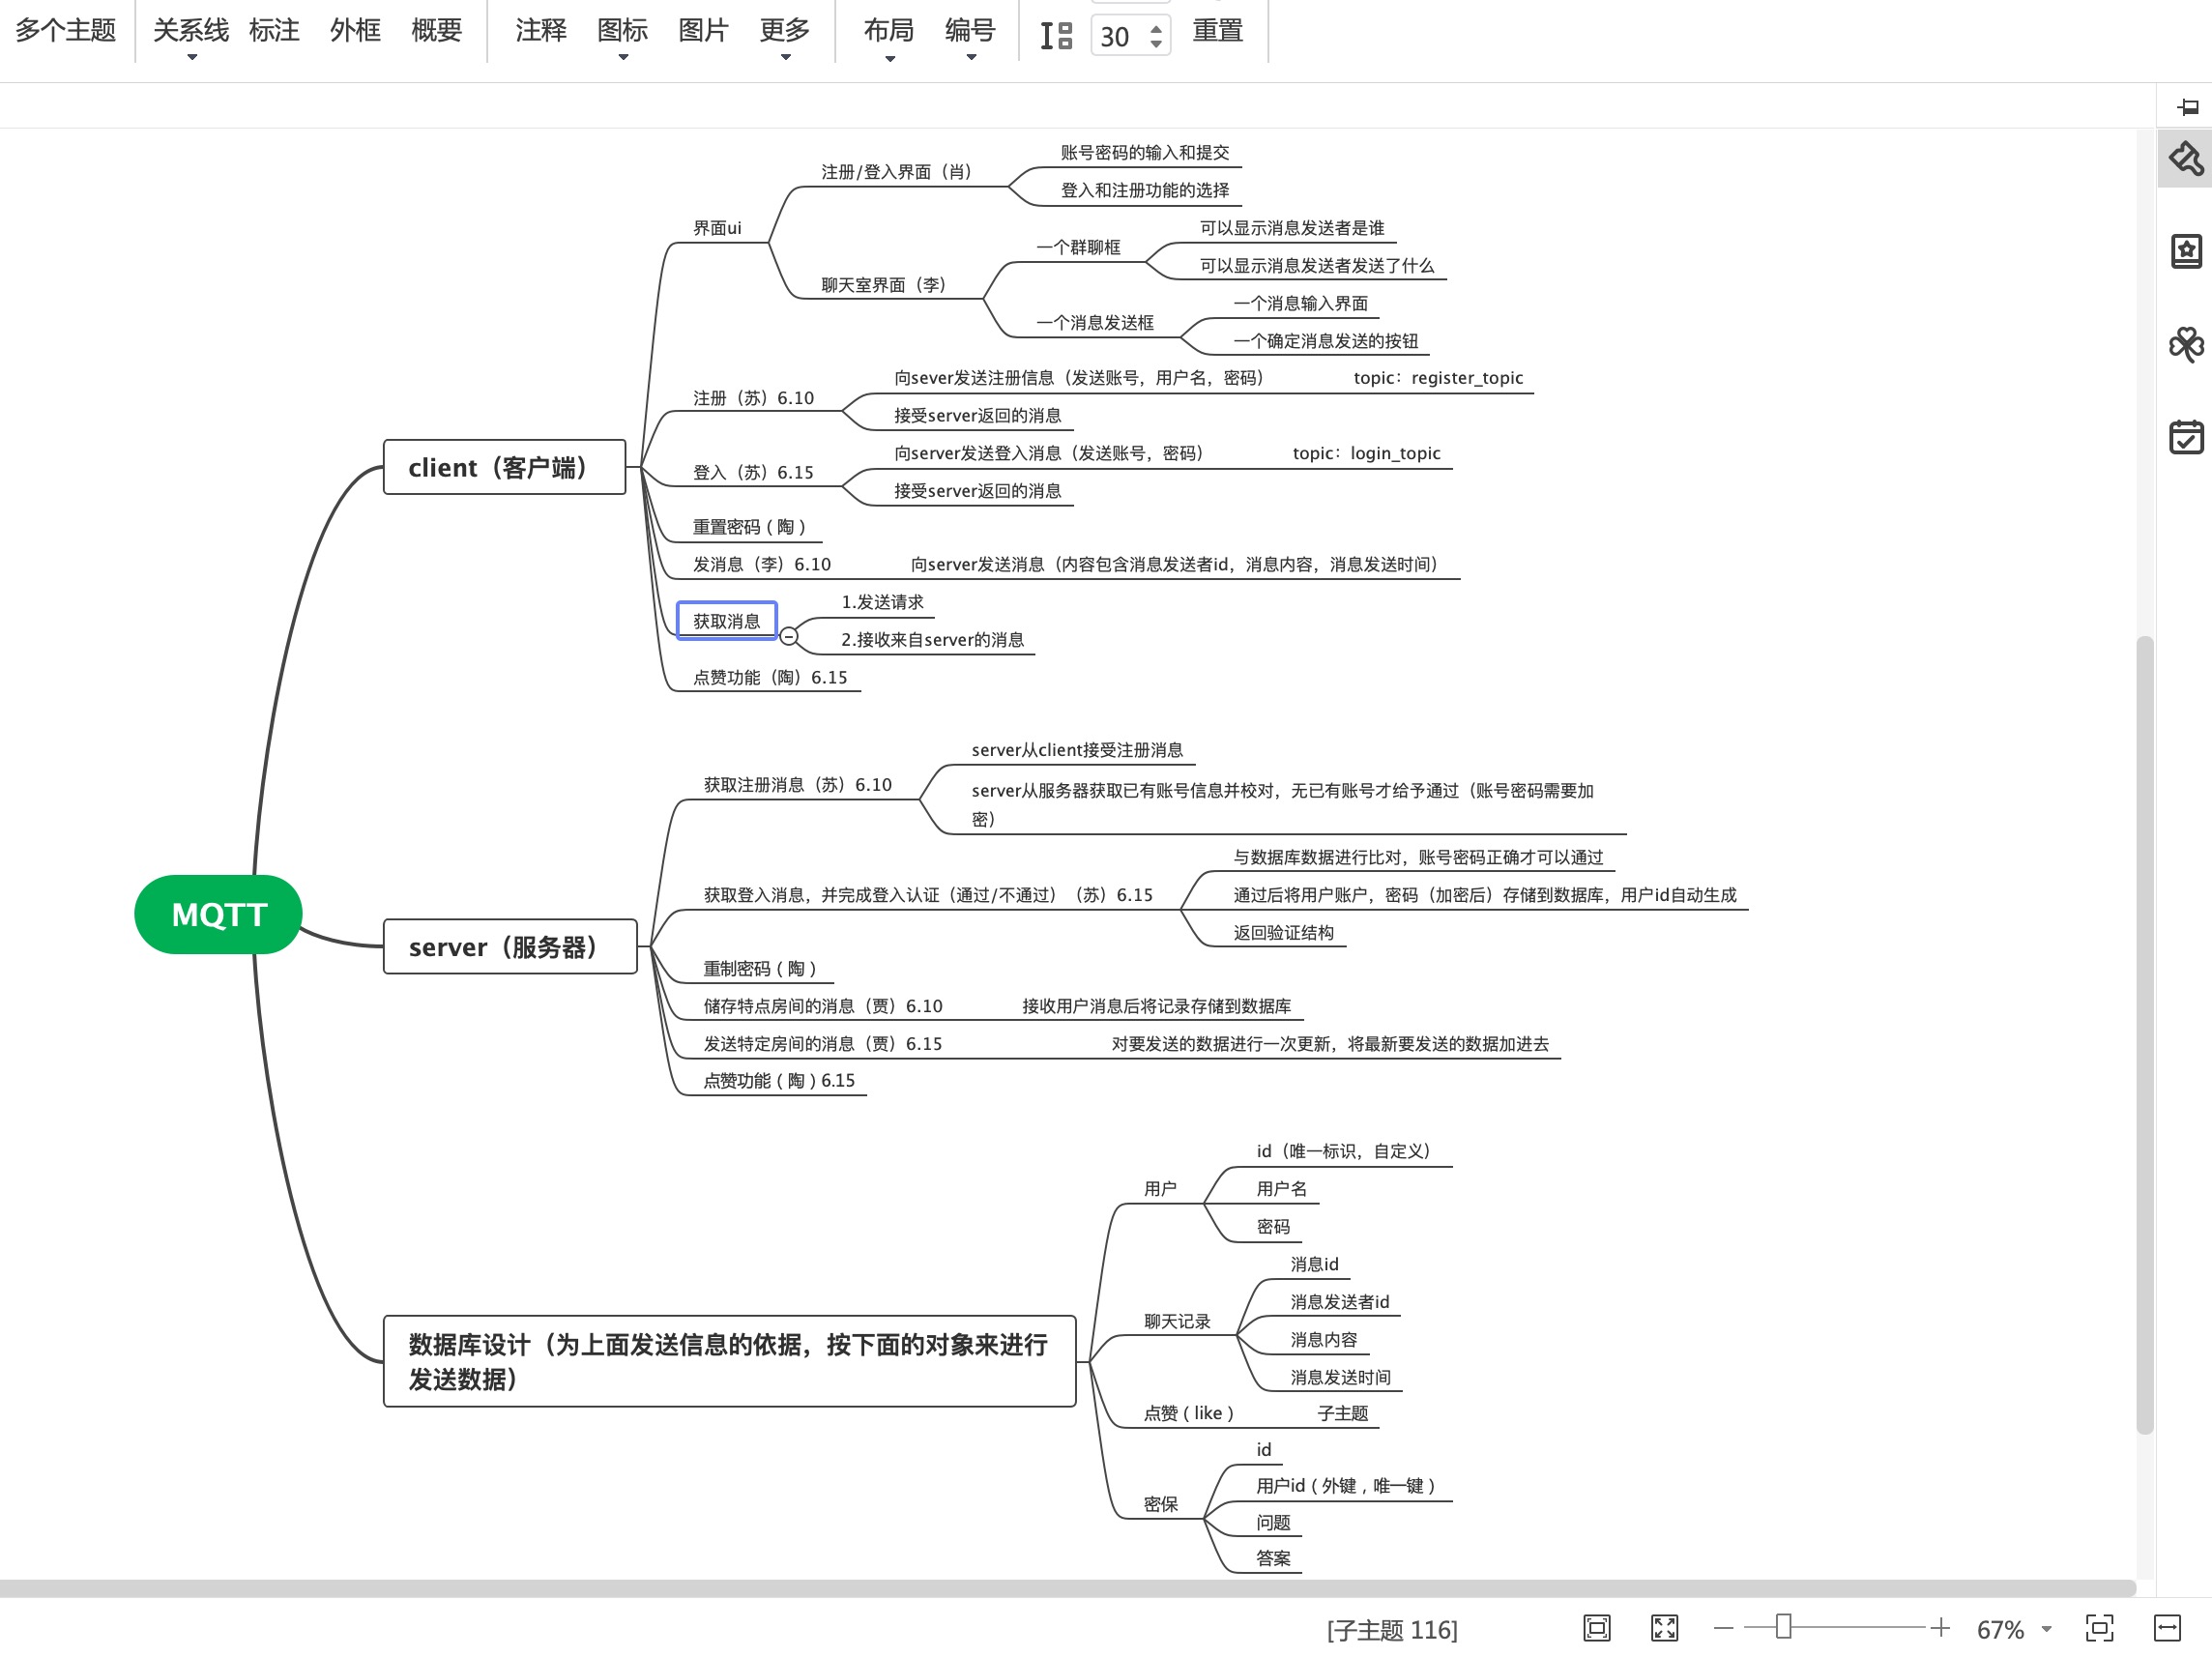 多个主题
关系线
标注
外框
概要
注释
图标
图片
更多
布局
编号
30
重置
账号密码的输入和提交
注册/登入界面（肖）
登入和注册功能的选择
界面ui
可以显示消息发送者是谁
一个群聊框
可以显示消息发送者发送了什么
聊天室界面（李）
一个消息输入界面
一个消息发送框
一个确定消息发送的按钮
向sever发送注册信息（发送账号，用户名，密码）
topic：register_topic
注册（苏）6.10
接受server返回的消息
向server发送登入消息（发送账号，密码）
topic：login_topic
client（客户端）
登入（苏）6.15
接受server返回的消息
重置密码（陶）
发消息（李）6.10
向server发送消息（内容包含消息发送者id，消息内容，消息发送时间）
1.发送请求
获取消息
2.接收来自server的消息
点赞功能（陶）6.15
server从client接受注册消息
获取注册消息（苏）6.10
server从服务器获取已有账号信息并校对，无已有账号才给予通过（账号密码需要加
密）
与数据库数据进行比对，账号密码正确才可以通过
获取登入消息，并完成登入认证（通过/不通过）（苏）6.15
通过后将用户账户，密码（加密后）存储到数据库，用户id自动生成
MQTT
server（服务器）
返回验证结构
重制密码（陶）
储存特点房间的消息（贾）6.10
接收用户消息后将记录存储到数据库
发送特定房间的消息（贾）6.15
对要发送的数据进行一次更新，将最新要发送的数据加进去
点赞功能（陶）6.15
id（唯一标识，自定义）
用户
用户名
密码
消息id
消息发送者id
聊天记录
消息内容
数据库设计（为上面发送信息的依据，按下面的对象来进行
发送数据）
消息发送时间
点赞（like）
子主题
id
用户id（外键，唯一键）
密保
问题
答案
[子主题 116]
67%